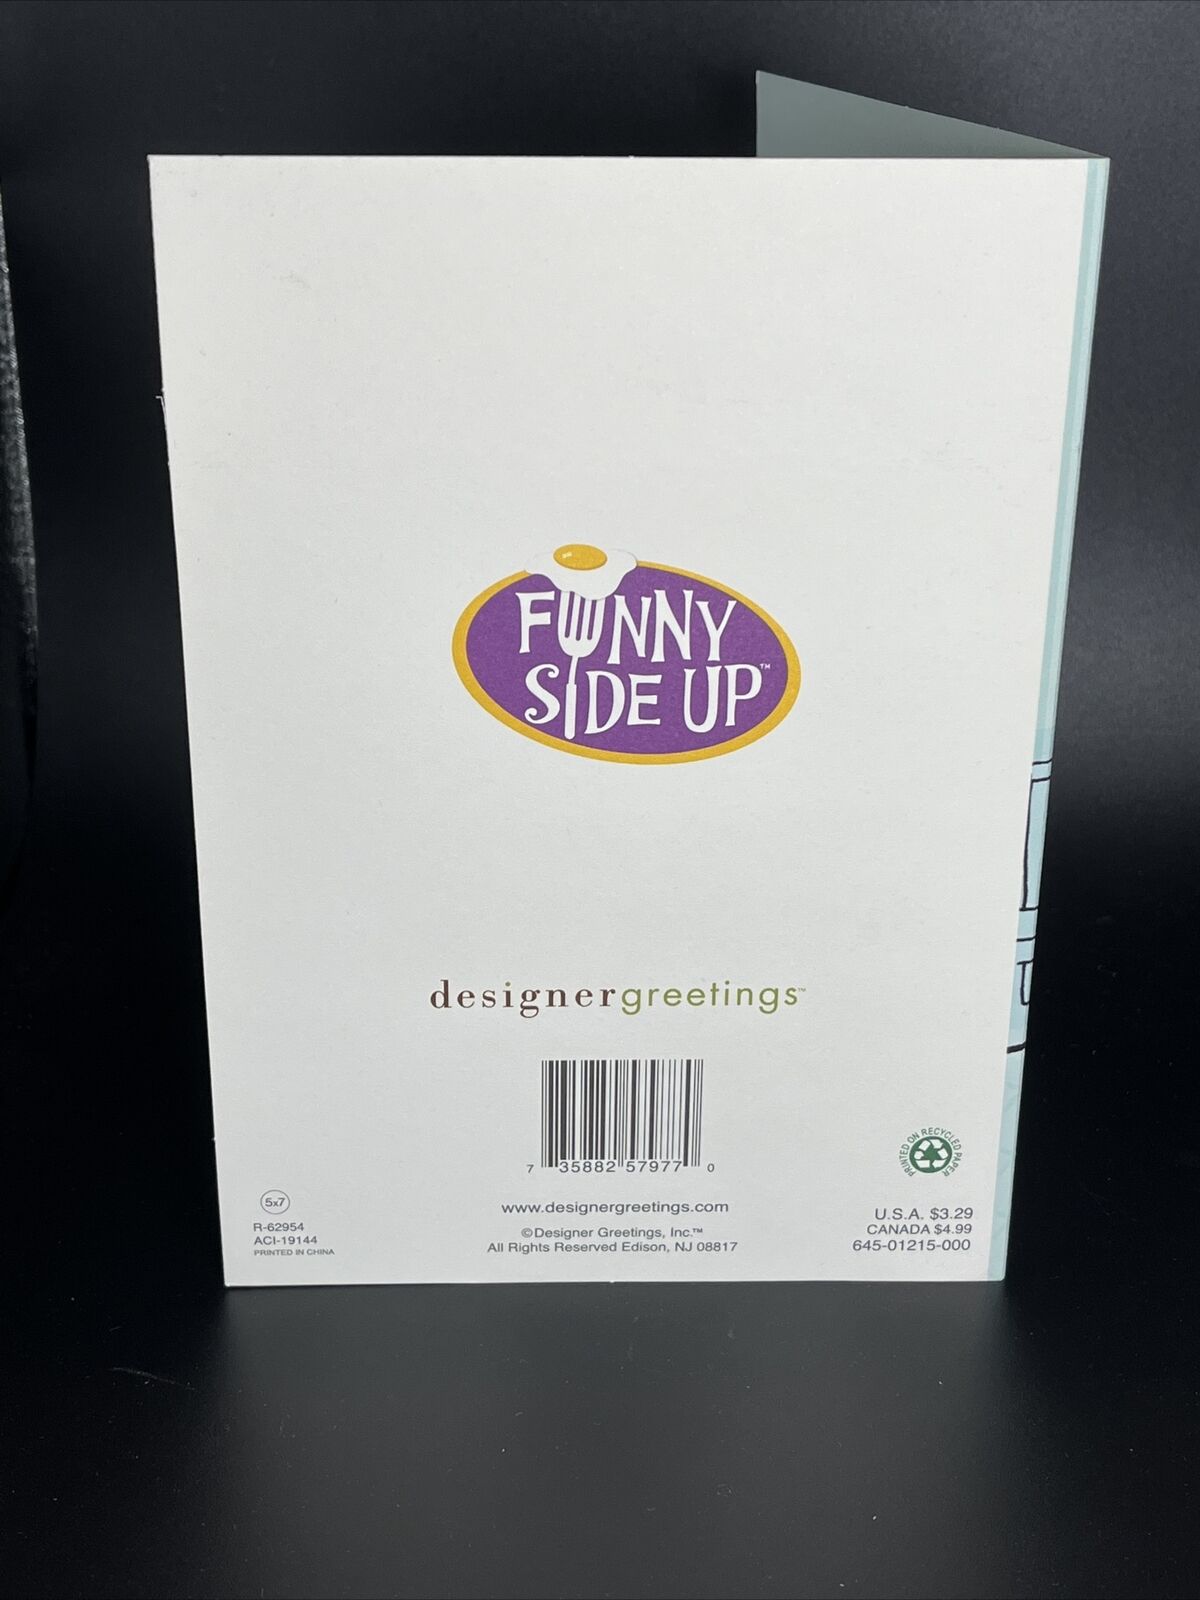 FUNNY
SIDE UP™
designergreetings™
7 35882 57977 0
PRINTED ON RECYCLED PAPER
5x7
R-62954
ACI-19144
PRINTED IN CHINA
www.designergreetings.com
©Designer Greetings, Inc.™
All Rights Reserved Edison, NJ 08817
U.S.A. $3.29
CANADA $4.99
645-01215-000